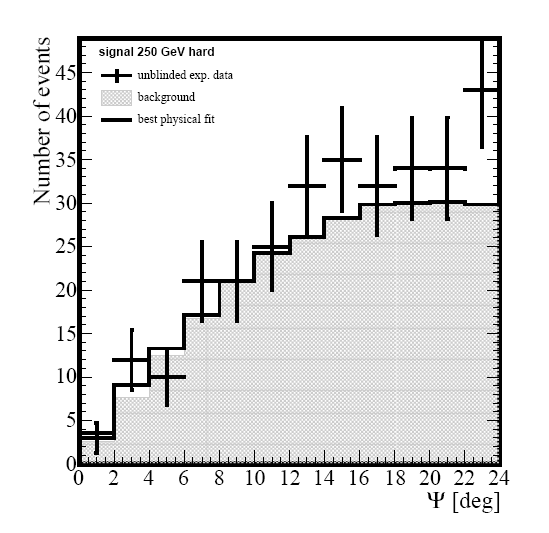 signal 250 GeV hard
unblinded exp. data
background
best physical fit
Number of events
45
40
35
30
25
20
15
10
5
0
0 2 4 6 8 10 12 14 16 18 20 22 24
Ψ [deg]